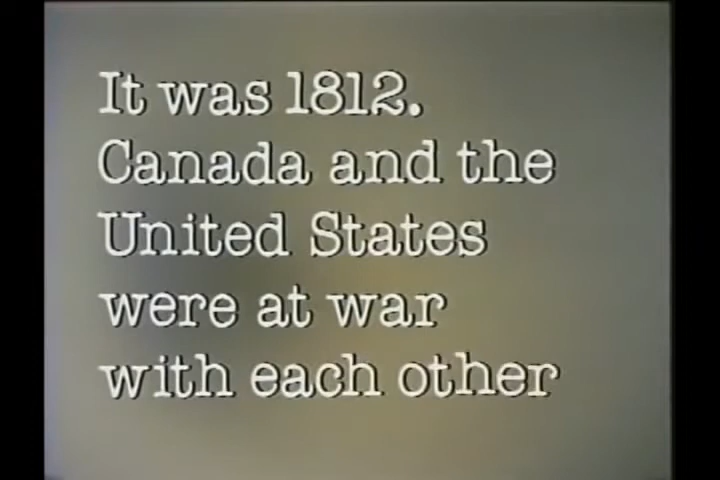 It was 1812.
Canada and the
United States
were at war
with each other